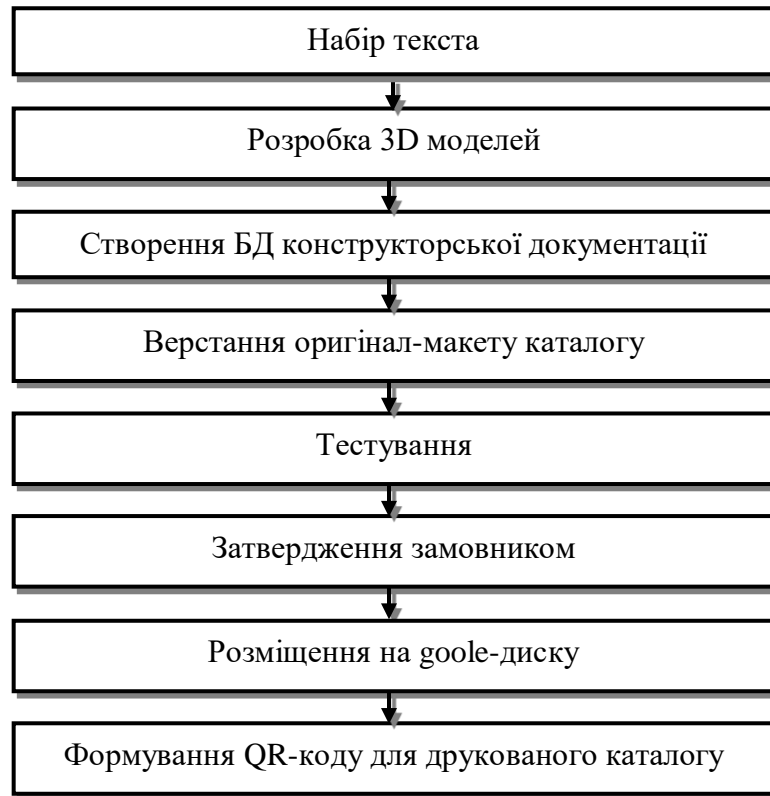 Набір текста
Розробка 3D моделей
Створення БД конструкторської документації
Верстання оригінал-макету каталогу
Тестування
Затвердження замовником
Розміщення на goole-диску
Формування QR-коду для друкованого каталогу